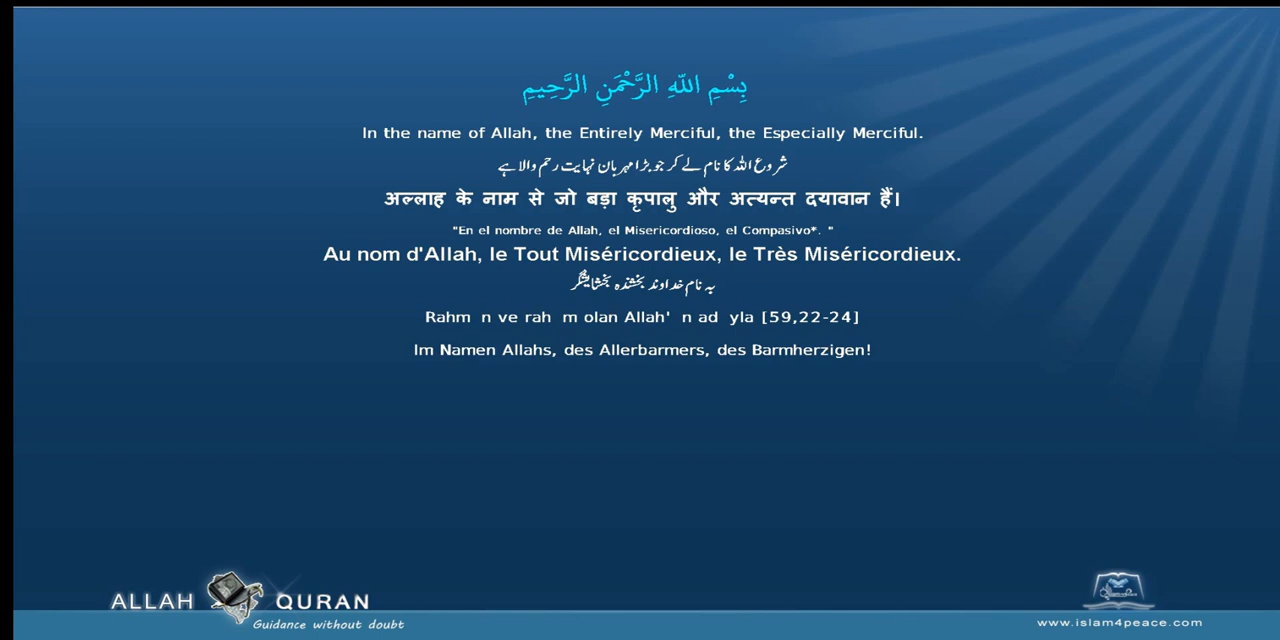 بِسْمِ اللّهِ الرَّحْمَنِ الرَّحِيمِ
In the name of Allah, the Entirely Merciful, the Especially Merciful.
شروع الله کا نام لے کر جو بڑا مہربان نہایت رحم والا ہے
अल्लाह के नाम से जो बड़ा कृपालु और अत्यन्त दयावान हैं।
"En el nombre de Allah, el Misericordioso, el Compasivo*. "
Au nom d'Allah, le Tout Miséricordieux, le Très Miséricordieux.
به نام خداوند بخشنده بخشایشگر
Rahm n ve rah m olan Allah' n ad yla [59,22-24]
Im Namen Allahs, des Allerbarmers, des Barmherzigen!
ALLAH QURAN
Guidance without doubt
www.islam4peace.com